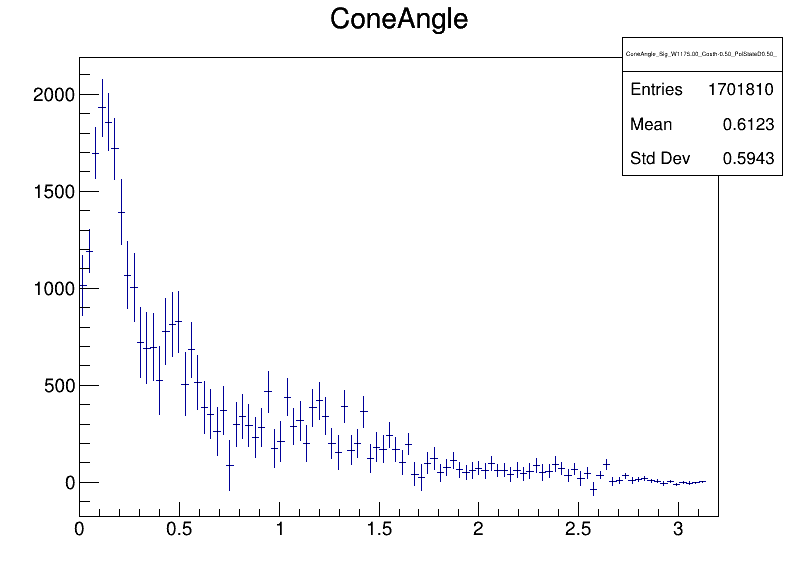 ConeAngle
ConeAngle_Sig_W1175.00_Costh-0.50_PolStateD0.50_
Entries 1701810
Mean 0.6123
Std Dev 0.5943
2000
1500
1000
500
0
0 0.5 1 1.5 2 2.5 3